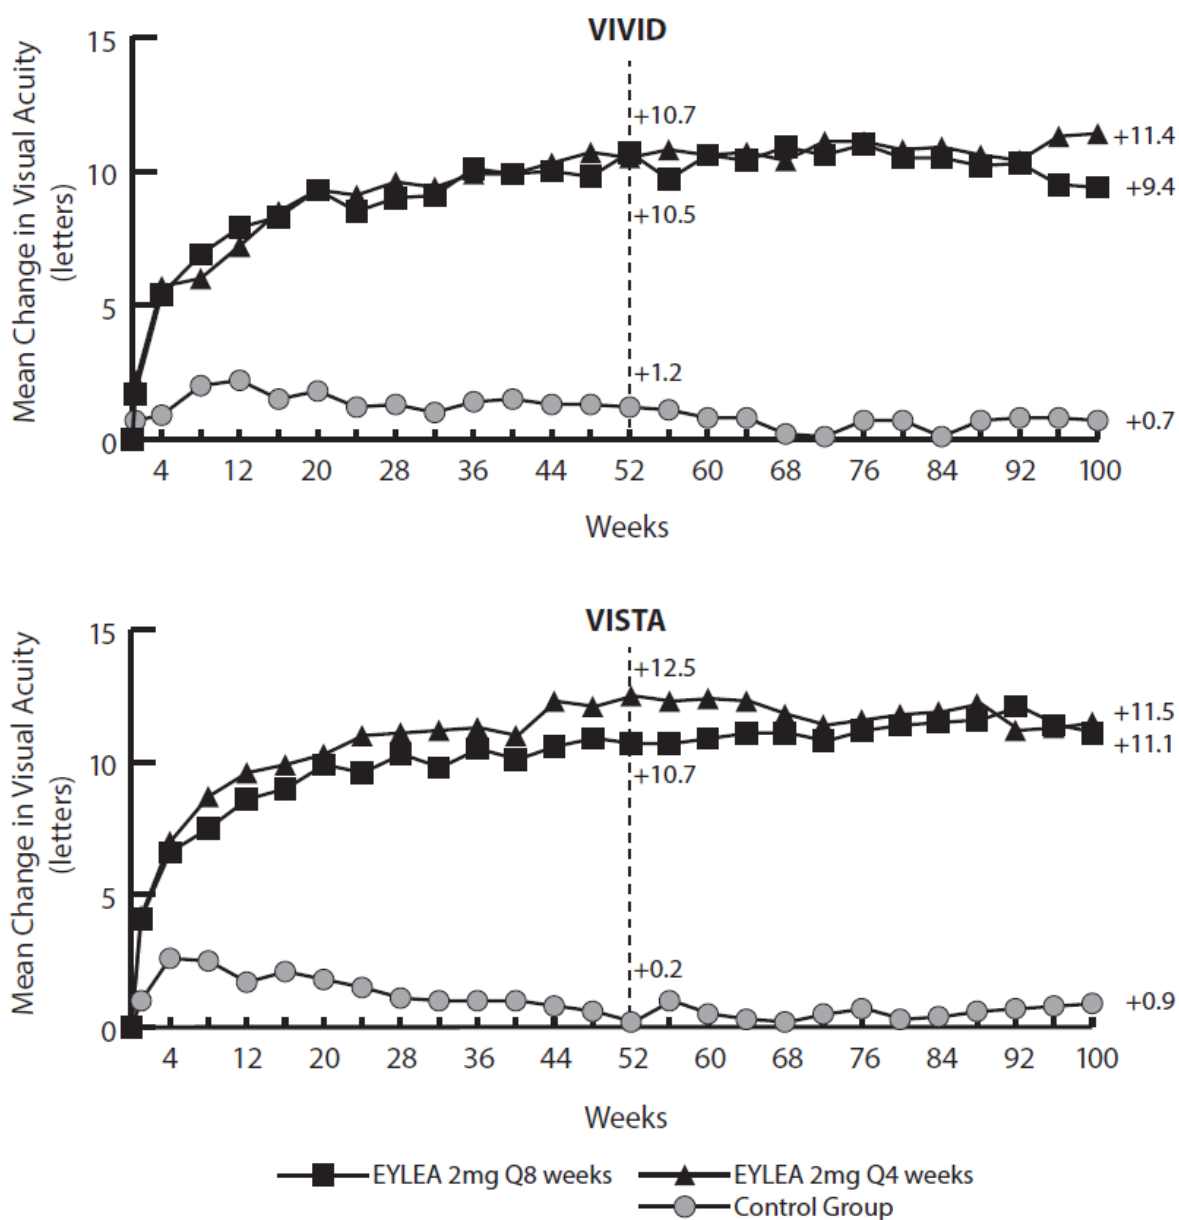 VIVID
Mean Change in Visual Acuity
(letters)
15
10
5
0
+10.7
+10.5
+1.2
+11.4
+9.4
+0.7
4 12 20 28 36 44 52 60 68 76 84 92 100
Weeks
VISTA
Mean Change in Visual Acuity
(letters)
15
10
5
0
+12.5
+10.7
+0.2
+11.5
+11.1
+0.9
4 12 20 28 36 44 52 60 68 76 84 92 100
Weeks
EYLEA 2mg Q8 weeks EYLEA 2mg Q4 weeks
Control Group